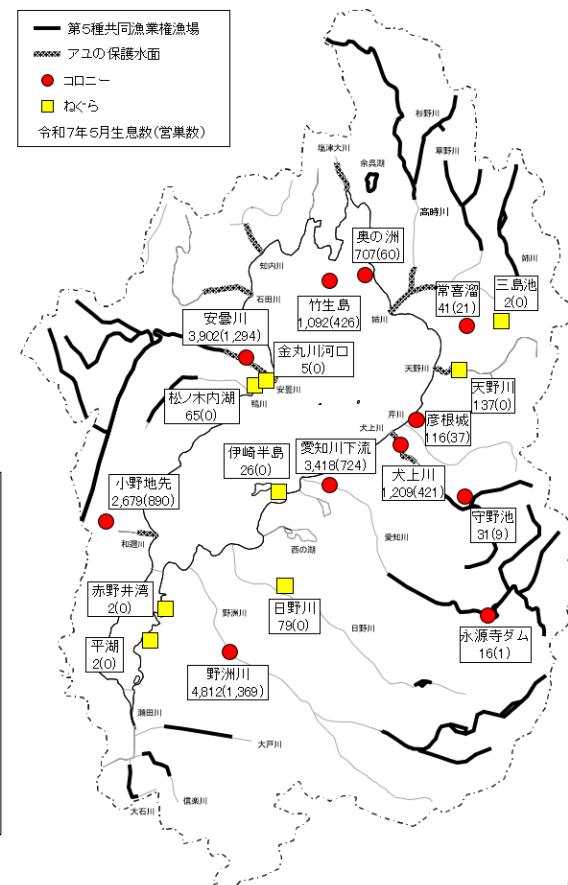 第5種共同漁業権漁場
アユの保護水面
コロニー
ねぐら
令和7年5月生息数(営巣数)
杉野川
草野川
塩津大川
余呉湖
高時川
姉川
奥の洲
707(60)
知内川
石田川
竹生島
1,092(426)
姉川
常喜溜
41(21)
三島池
2(0)
安曇川
3,902(1,294)
金丸川河口
5(0)
安曇川
天野川
天野川
137(0)
松ノ木内湖
65(0)
鴨川
芹川
彦根城
116(37)
犬上川
犬上川
1,209(421)
伊崎半島
26(0)
愛知川下流
3,418(724)
小野地先
2,679(890)
守野池
31(9)
和邇川
西の湖
愛知川
赤野井湾
2(0)
野洲川
日野川
79(0)
日野川
永源寺ダム
16(1)
平湖
2(0)
野洲川
4,812(1,369)
瀬田川
大戸川
大石川
信楽川